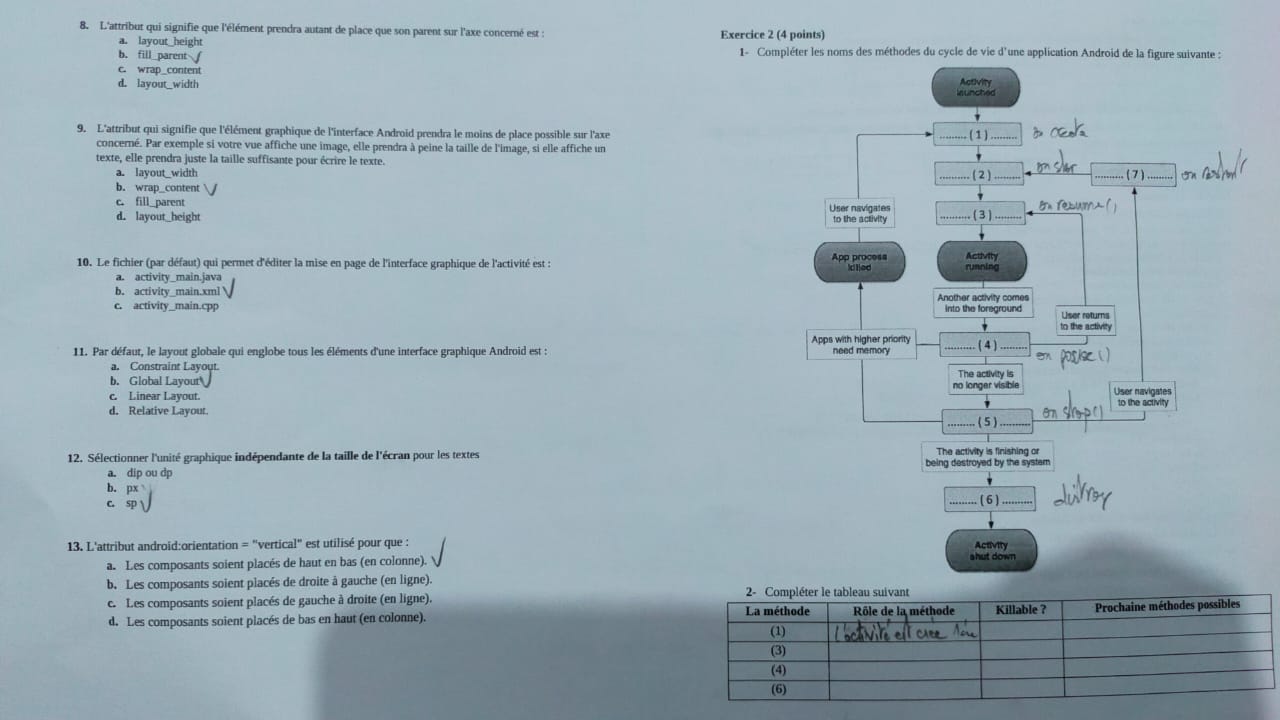 8. L'attribut qui signifie que l'élément prendra autant de place que son parent sur l'axe concerné est :
a. layout_height
b. fill_parent
c. wrap_content
d. layout_width
9. L'attribut qui signifie que l'élément graphique de l'interface Android prendra le moins de place possible sur l'axe
concerné. Par exemple si votre vue affiche une image, elle prendra à peine la taille de l'image, si elle affiche un
texte, elle prendra juste la taille suffisante pour écrire le texte.
a. layout_width
b. wrap_content
c. fill_parent
d. layout_height
10. Le fichier (par défaut) qui permet d'éditer la mise en page de l'interface graphique de l'activité est :
a. activity_main.java
b. activity_main.xml
c. activity_main.cpp
11. Par défaut, le layout globale qui englobe tous les éléments d'une interface graphique Android est :
a. Constraint Layout.
b. Global Layout
c. Linear Layout.
d. Relative Layout.
12. Sélectionner l'unité graphique indépendante de la taille de l'écran pour les textes
a. dip ou dp
b. px
c. sp
13. L'attribut android:orientation = "vertical" est utilisé pour que :
a. Les composants soient placés de haut en bas (en colonne).
b. Les composants soient placés de droite à gauche (en ligne).
c. Les composants soient placés de gauche à droite (en ligne).
d. Les composants soient placés de bas en haut (en colonne).
Exercice 2 (4 points)
1- Compléter les noms des méthodes du cycle de vie d'une application Android de la figure suivante :
Activity
launched
......... (1) .........
.......... (2) .........
on
.......... (7) .........
on
.......... (3) .........
on resume()
User navigates
to the activity
App process
killed
Activity
running
Another activity comes
into the foreground
User returns
to the activity
Apps with higher priority
need memory
.......... (4) .........
on
The activity is
no longer visible
User navigates
to the activity
......... (5) ..........
on stop()
The activity is finishing or
being destroyed by the system
......... (6) ..........
Activity
shut down
2- Compléter le tableau suivant
La méthode Rôle de la méthode Killable ? Prochaine méthodes possibles
(1) L'activité est crée
(3)
(4)
(6)